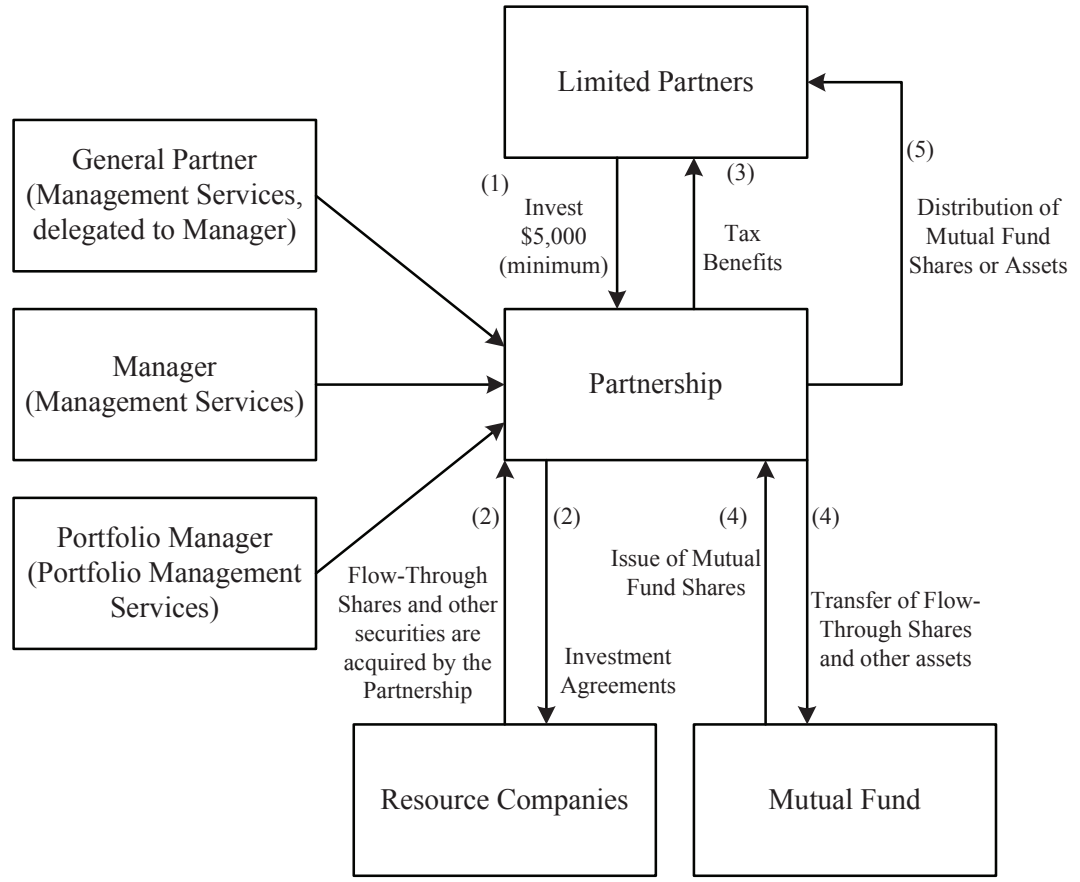 Limited Partners
General Partner
(Management Services,
delegated to Manager)
(1)
Invest
$5,000
(minimum)
(3)
Tax
Benefits
(5)
Distribution of
Mutual Fund
Shares or Assets
Manager
(Management Services)
Partnership
Portfolio Manager
(Portfolio Management
Services)
(2)
Flow-Through
Shares and other
securities are
acquired by the
Partnership
(2)
Investment
Agreements
(4)
Issue of Mutual
Fund Shares
(4)
Transfer of Flow-
Through Shares
and other assets
Resource Companies
Mutual Fund